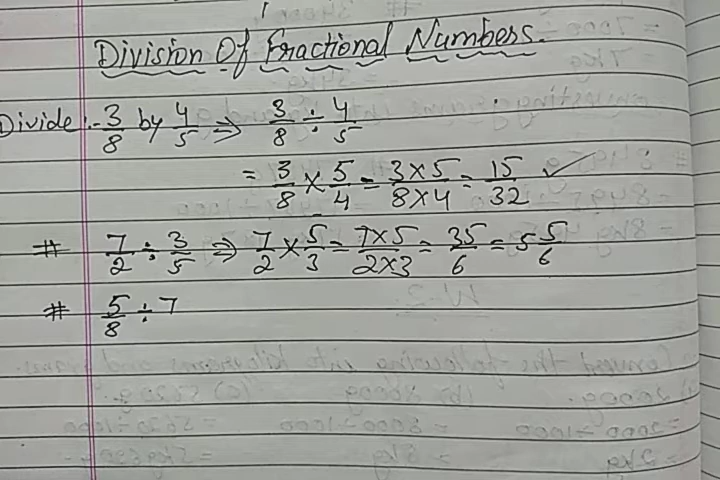 Division Of Fractional Numbers.
Divide :- 3/8 by 4/5 ⇒ 3/8 ÷ 4/5
= 3/8 × 5/4 = 3×5/8×4 = 15/32 ✓
# 7/2 ÷ 3/5 ⇒ 7/2 × 5/3 = 7×5/2×3 = 35/6 = 5 5/6
# 5/8 ÷ 7